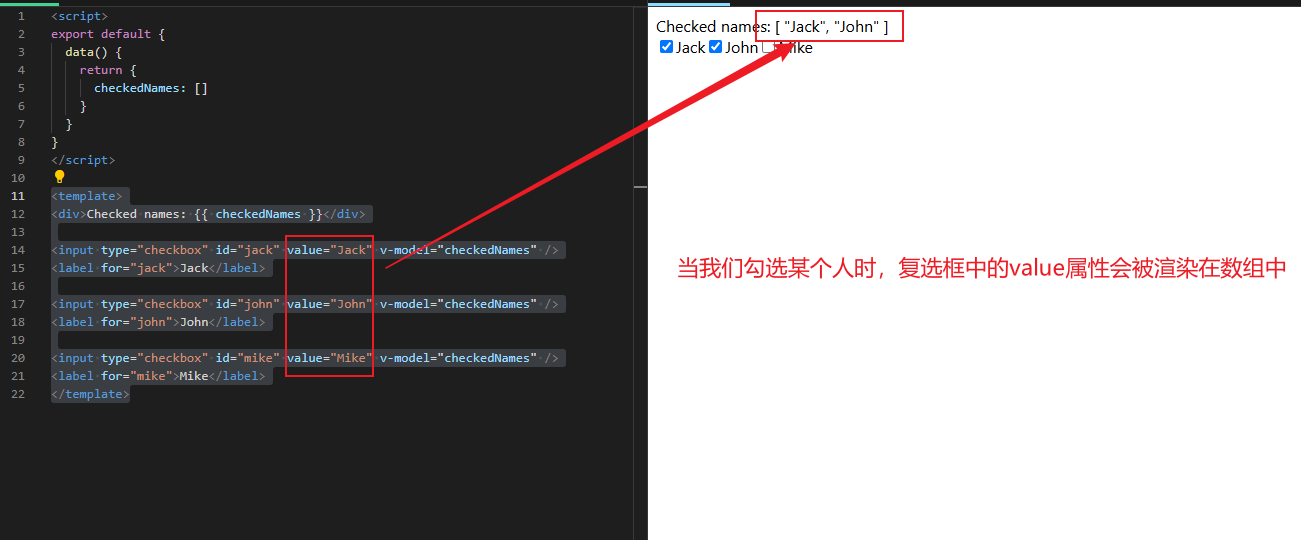 1 <script>
2 export default {
3 data() {
4 return {
5 checkedNames: []
6 }
7 }
8 }
9 </script>
10
11 <template>
12 <div>Checked names: {{ checkedNames }}</div>
13
14 <input type="checkbox" id="jack" value="Jack" v-model="checkedNames" />
15 <label for="jack">Jack</label>
16
17 <input type="checkbox" id="john" value="John" v-model="checkedNames" />
18 <label for="john">John</label>
19
20 <input type="checkbox" id="mike" value="Mike" v-model="checkedNames" />
21 <label for="mike">Mike</label>
22 </template>
Checked names: [ "Jack", "John" ]
Jack John Mike
当我们勾选某个人时，复选框中的value属性会被渲染在数组中